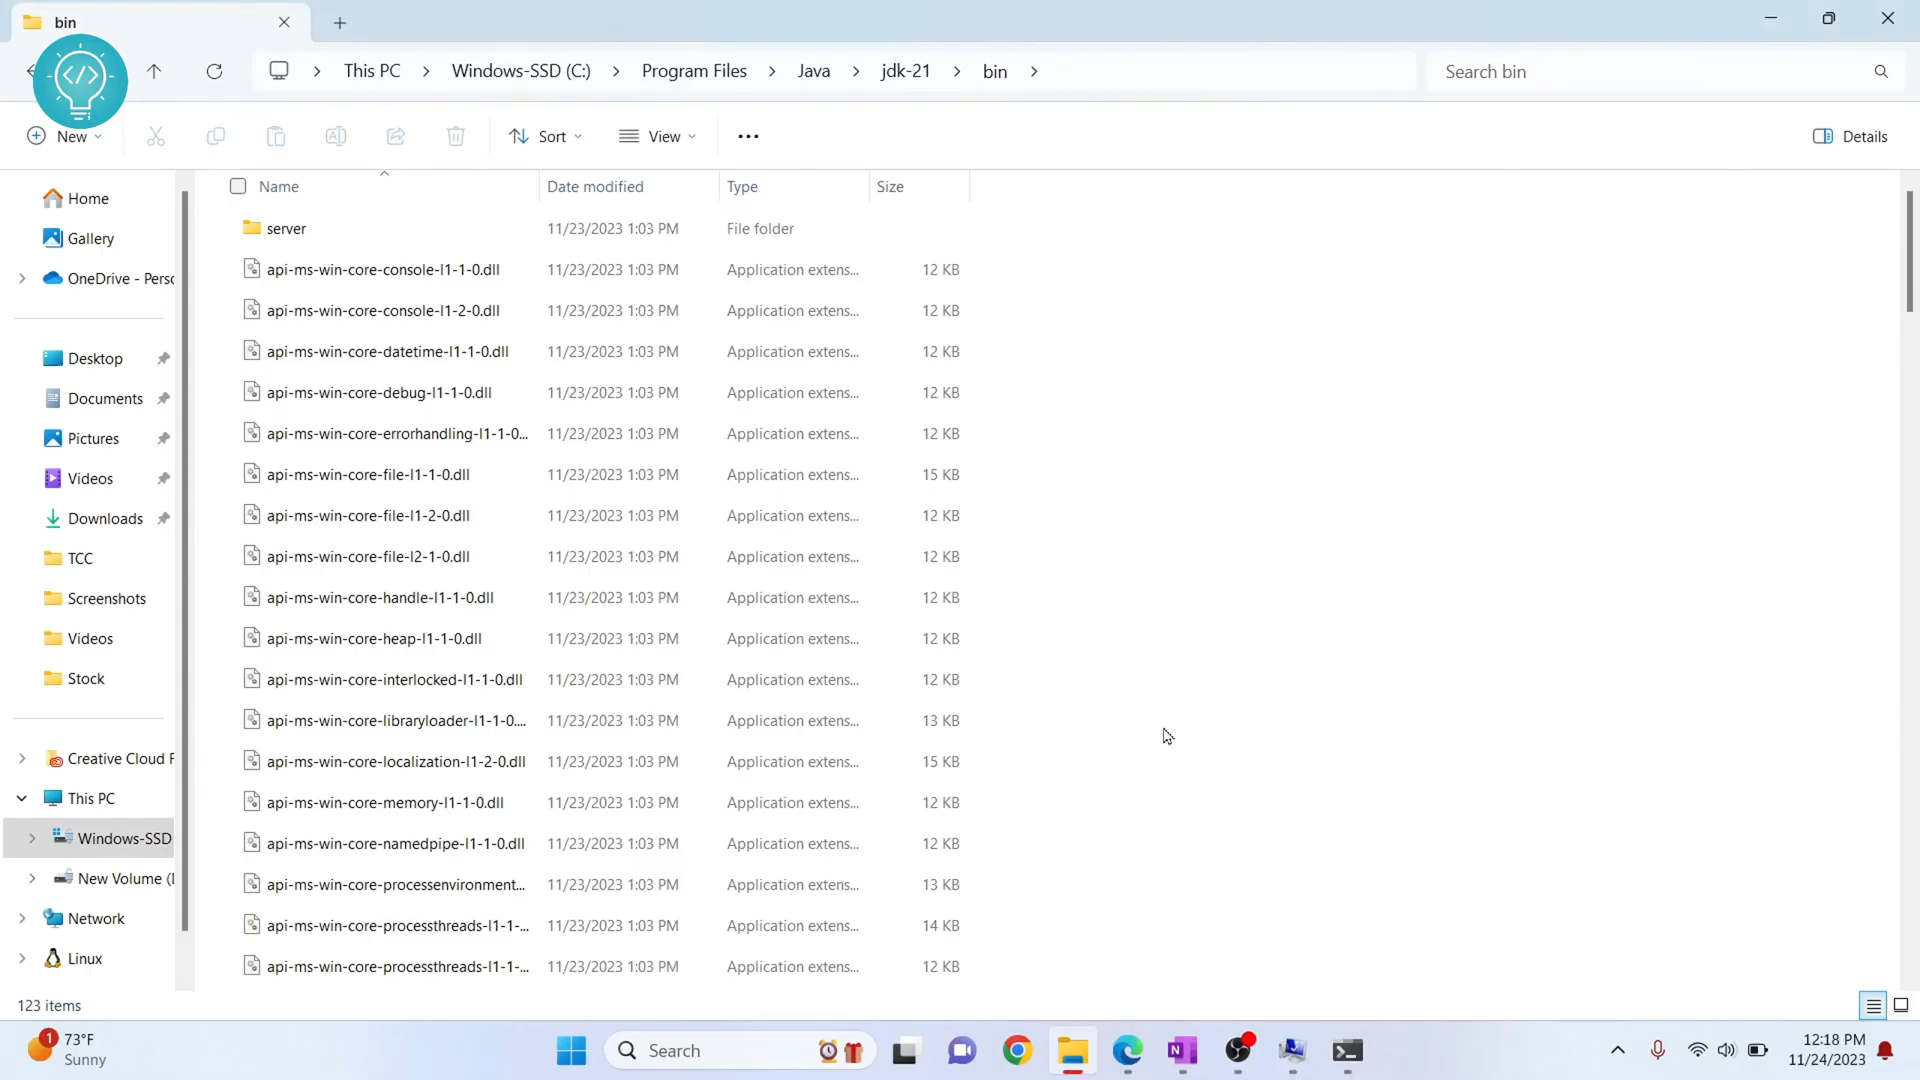 bin
This PC
Windows-SSD (C:)
Program Files
Java
jdk-21
bin
Search bin
New
Sort
View
Details
Name
Date modified
Type
Size
Home
Gallery
OneDrive - Perso
Desktop
Documents
Pictures
Videos
Downloads
TCC
Screenshots
Videos
Stock
Creative Cloud F
This PC
Windows-SSD
New Volume (
Network
Linux
server 11/23/2023 1:03 PM File folder
api-ms-win-core-console-l1-1-0.dll 11/23/2023 1:03 PM Application extens... 12 KB
api-ms-win-core-console-l1-2-0.dll 11/23/2023 1:03 PM Application extens... 12 KB
api-ms-win-core-datetime-l1-1-0.dll 11/23/2023 1:03 PM Application extens... 12 KB
api-ms-win-core-debug-l1-1-0.dll 11/23/2023 1:03 PM Application extens... 12 KB
api-ms-win-core-errorhandling-l1-1-0... 11/23/2023 1:03 PM Application extens... 12 KB
api-ms-win-core-file-l1-1-0.dll 11/23/2023 1:03 PM Application extens... 15 KB
api-ms-win-core-file-l1-2-0.dll 11/23/2023 1:03 PM Application extens... 12 KB
api-ms-win-core-file-l2-1-0.dll 11/23/2023 1:03 PM Application extens... 12 KB
api-ms-win-core-handle-l1-1-0.dll 11/23/2023 1:03 PM Application extens... 12 KB
api-ms-win-core-heap-l1-1-0.dll 11/23/2023 1:03 PM Application extens... 12 KB
api-ms-win-core-interlocked-l1-1-0.dll 11/23/2023 1:03 PM Application extens... 12 KB
api-ms-win-core-libraryloader-l1-1-0.... 11/23/2023 1:03 PM Application extens... 13 KB
api-ms-win-core-localization-l1-2-0.dll 11/23/2023 1:03 PM Application extens... 15 KB
api-ms-win-core-memory-l1-1-0.dll 11/23/2023 1:03 PM Application extens... 12 KB
api-ms-win-core-namedpipe-l1-1-0.dll 11/23/2023 1:03 PM Application extens... 12 KB
api-ms-win-core-processenvironment... 11/23/2023 1:03 PM Application extens... 13 KB
api-ms-win-core-processthreads-l1-1-... 11/23/2023 1:03 PM Application extens... 14 KB
api-ms-win-core-processthreads-l1-1-... 11/23/2023 1:03 PM Application extens... 12 KB
123 items
1
73°F
Sunny
Search
N
12:18 PM
11/24/2023